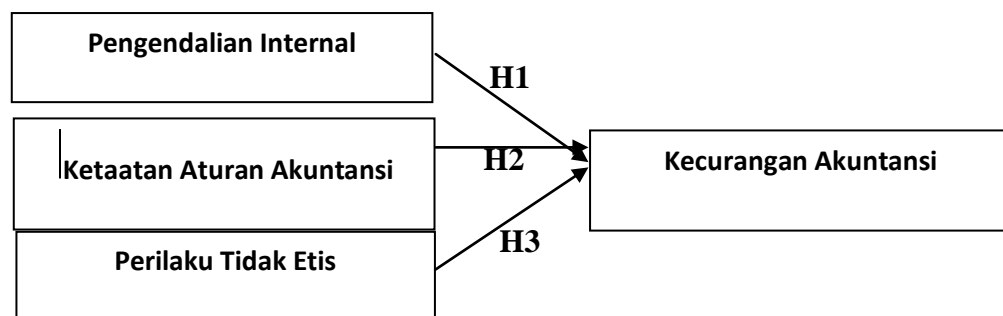 Pengendalian Internal
H1
Ketaatan Aturan Akuntansi
H2
Kecurangan Akuntansi
Perilaku Tidak Etis
H3